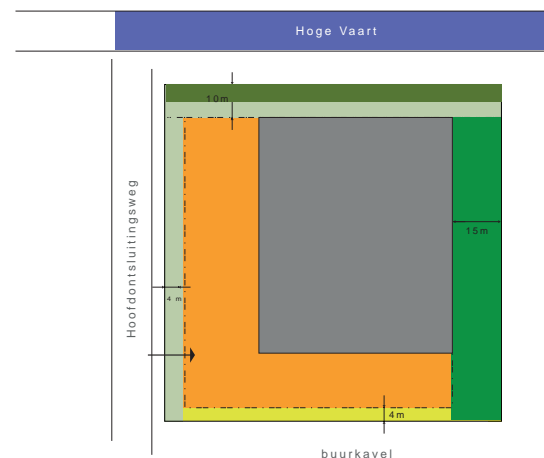 Hoge Vaart
10m
Hoofdontsluitingsweg
15m
4 m
4m
buurkavel